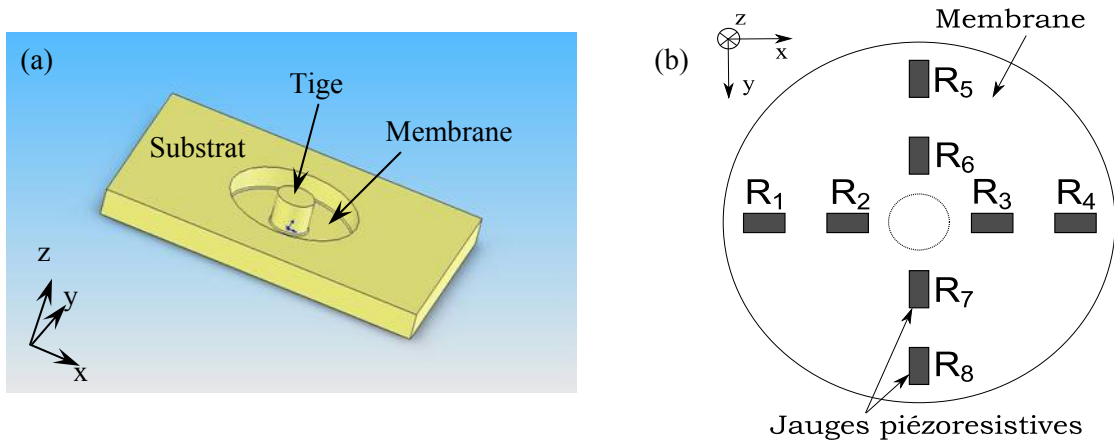 (a)
Tige
Membrane
Substrat
z
y
x
(b)
z
x
y
Membrane
R5
R6
R1
R2
R3
R4
R7
R8
Jauges piézoresistives